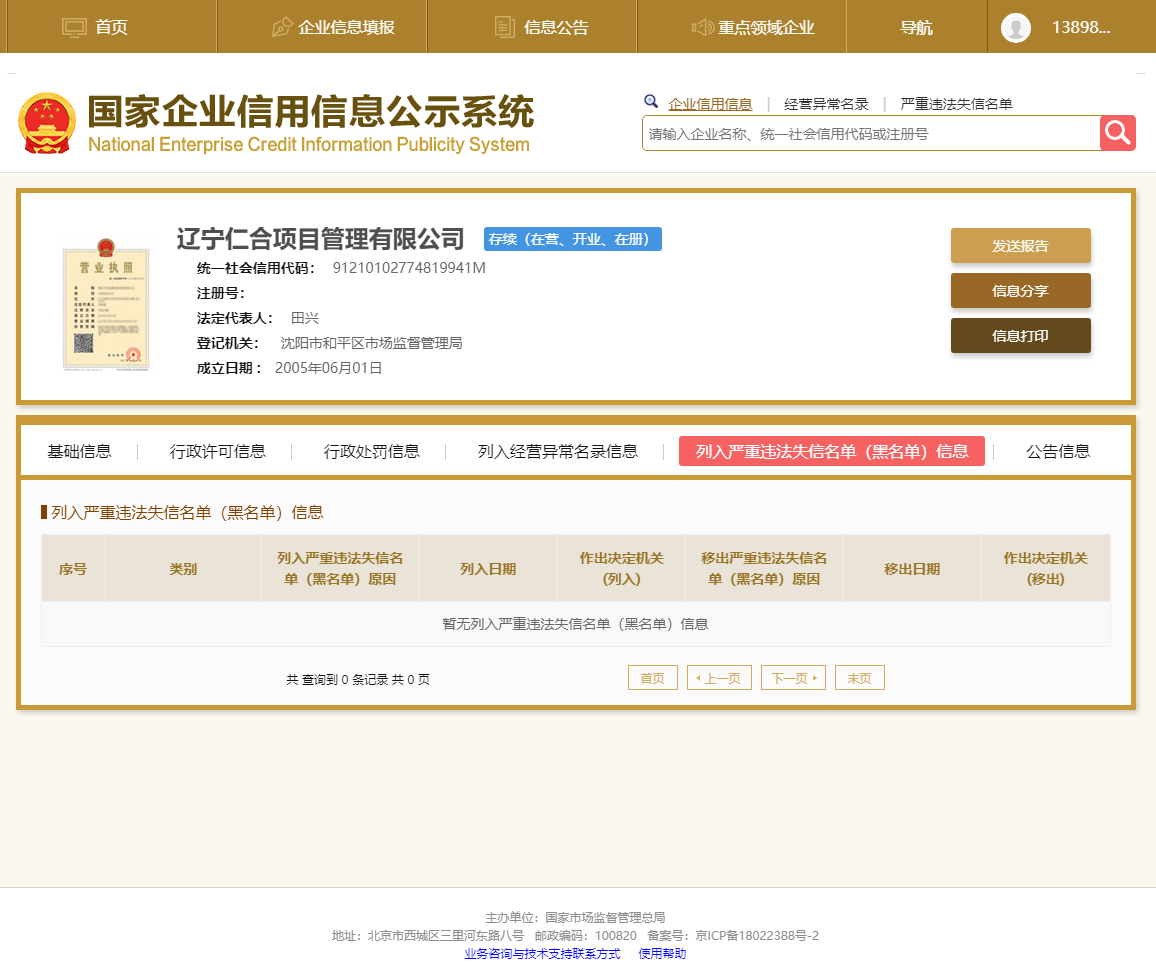 首页 企业信息填报 信息公告 重点领域企业 导航 13898...
国家企业信用信息公示系统
National Enterprise Credit Information Publicity System
企业信用信息 | 经营异常名录 | 严重违法失信名单
请输入企业名称、统一社会信用代码或注册号
营业执照
辽宁仁合项目管理有限公司 存续（在营、开业、在册）
统一社会信用代码： 91210102774819941M
注册号：
法定代表人： 田兴
登记机关： 沈阳市和平区市场监督管理局
成立日期： 2005年06月01日
发送报告
信息分享
信息打印
基础信息 行政许可信息 行政处罚信息 列入经营异常名录信息 列入严重违法失信名单（黑名单）信息 公告信息
列入严重违法失信名单（黑名单）信息
序号 类别 列入严重违法失信名单（黑名单）原因 列入日期 作出决定机关(列入) 移出严重违法失信名单（黑名单）原因 移出日期 作出决定机关(移出)
暂无列入严重违法失信名单（黑名单）信息
共 查询到 0 条记录 共 0 页 首页 上一页 下一页 末页
主办单位：国家市场监督管理总局
地址：北京市西城区三里河东路八号 邮政编码：100820 备案号：京ICP备18022388号-2
业务咨询与技术支持联系方式 使用帮助